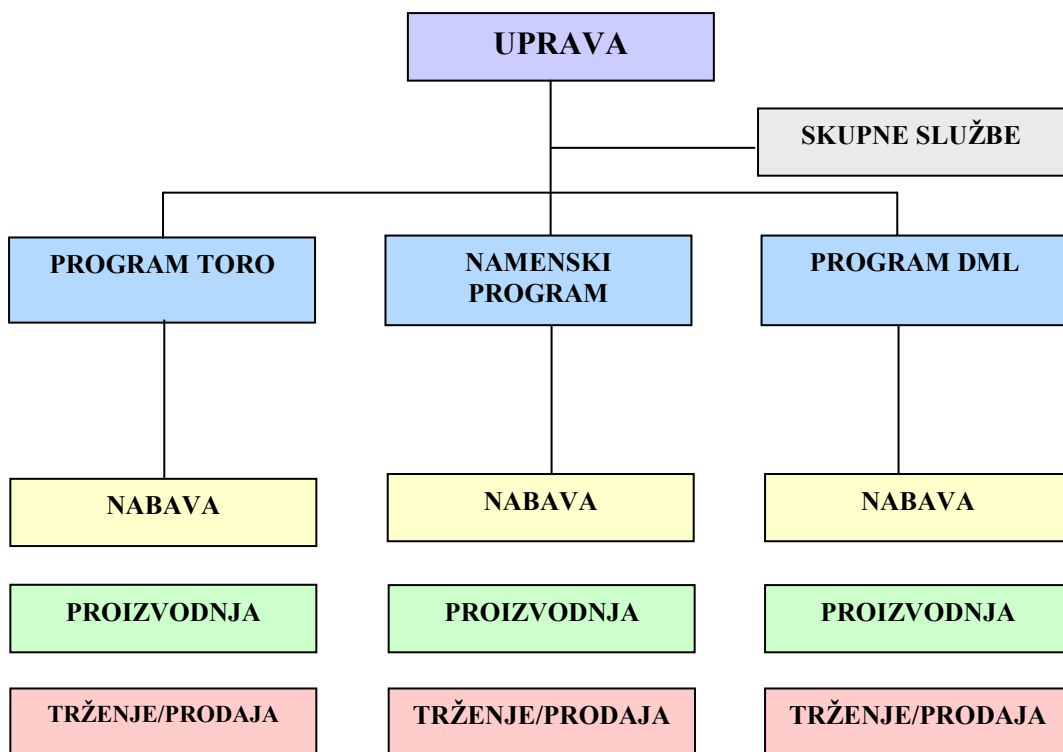 UPRAVA
SKUPNE SLUŽBE
PROGRAM TORO
NAMENSKI
PROGRAM
PROGRAM DML
NABAVA
NABAVA
NABAVA
PROIZVODNJA
PROIZVODNJA
PROIZVODNJA
TRŽENJE/PRODAJA
TRŽENJE/PRODAJA
TRŽENJE/PRODAJA